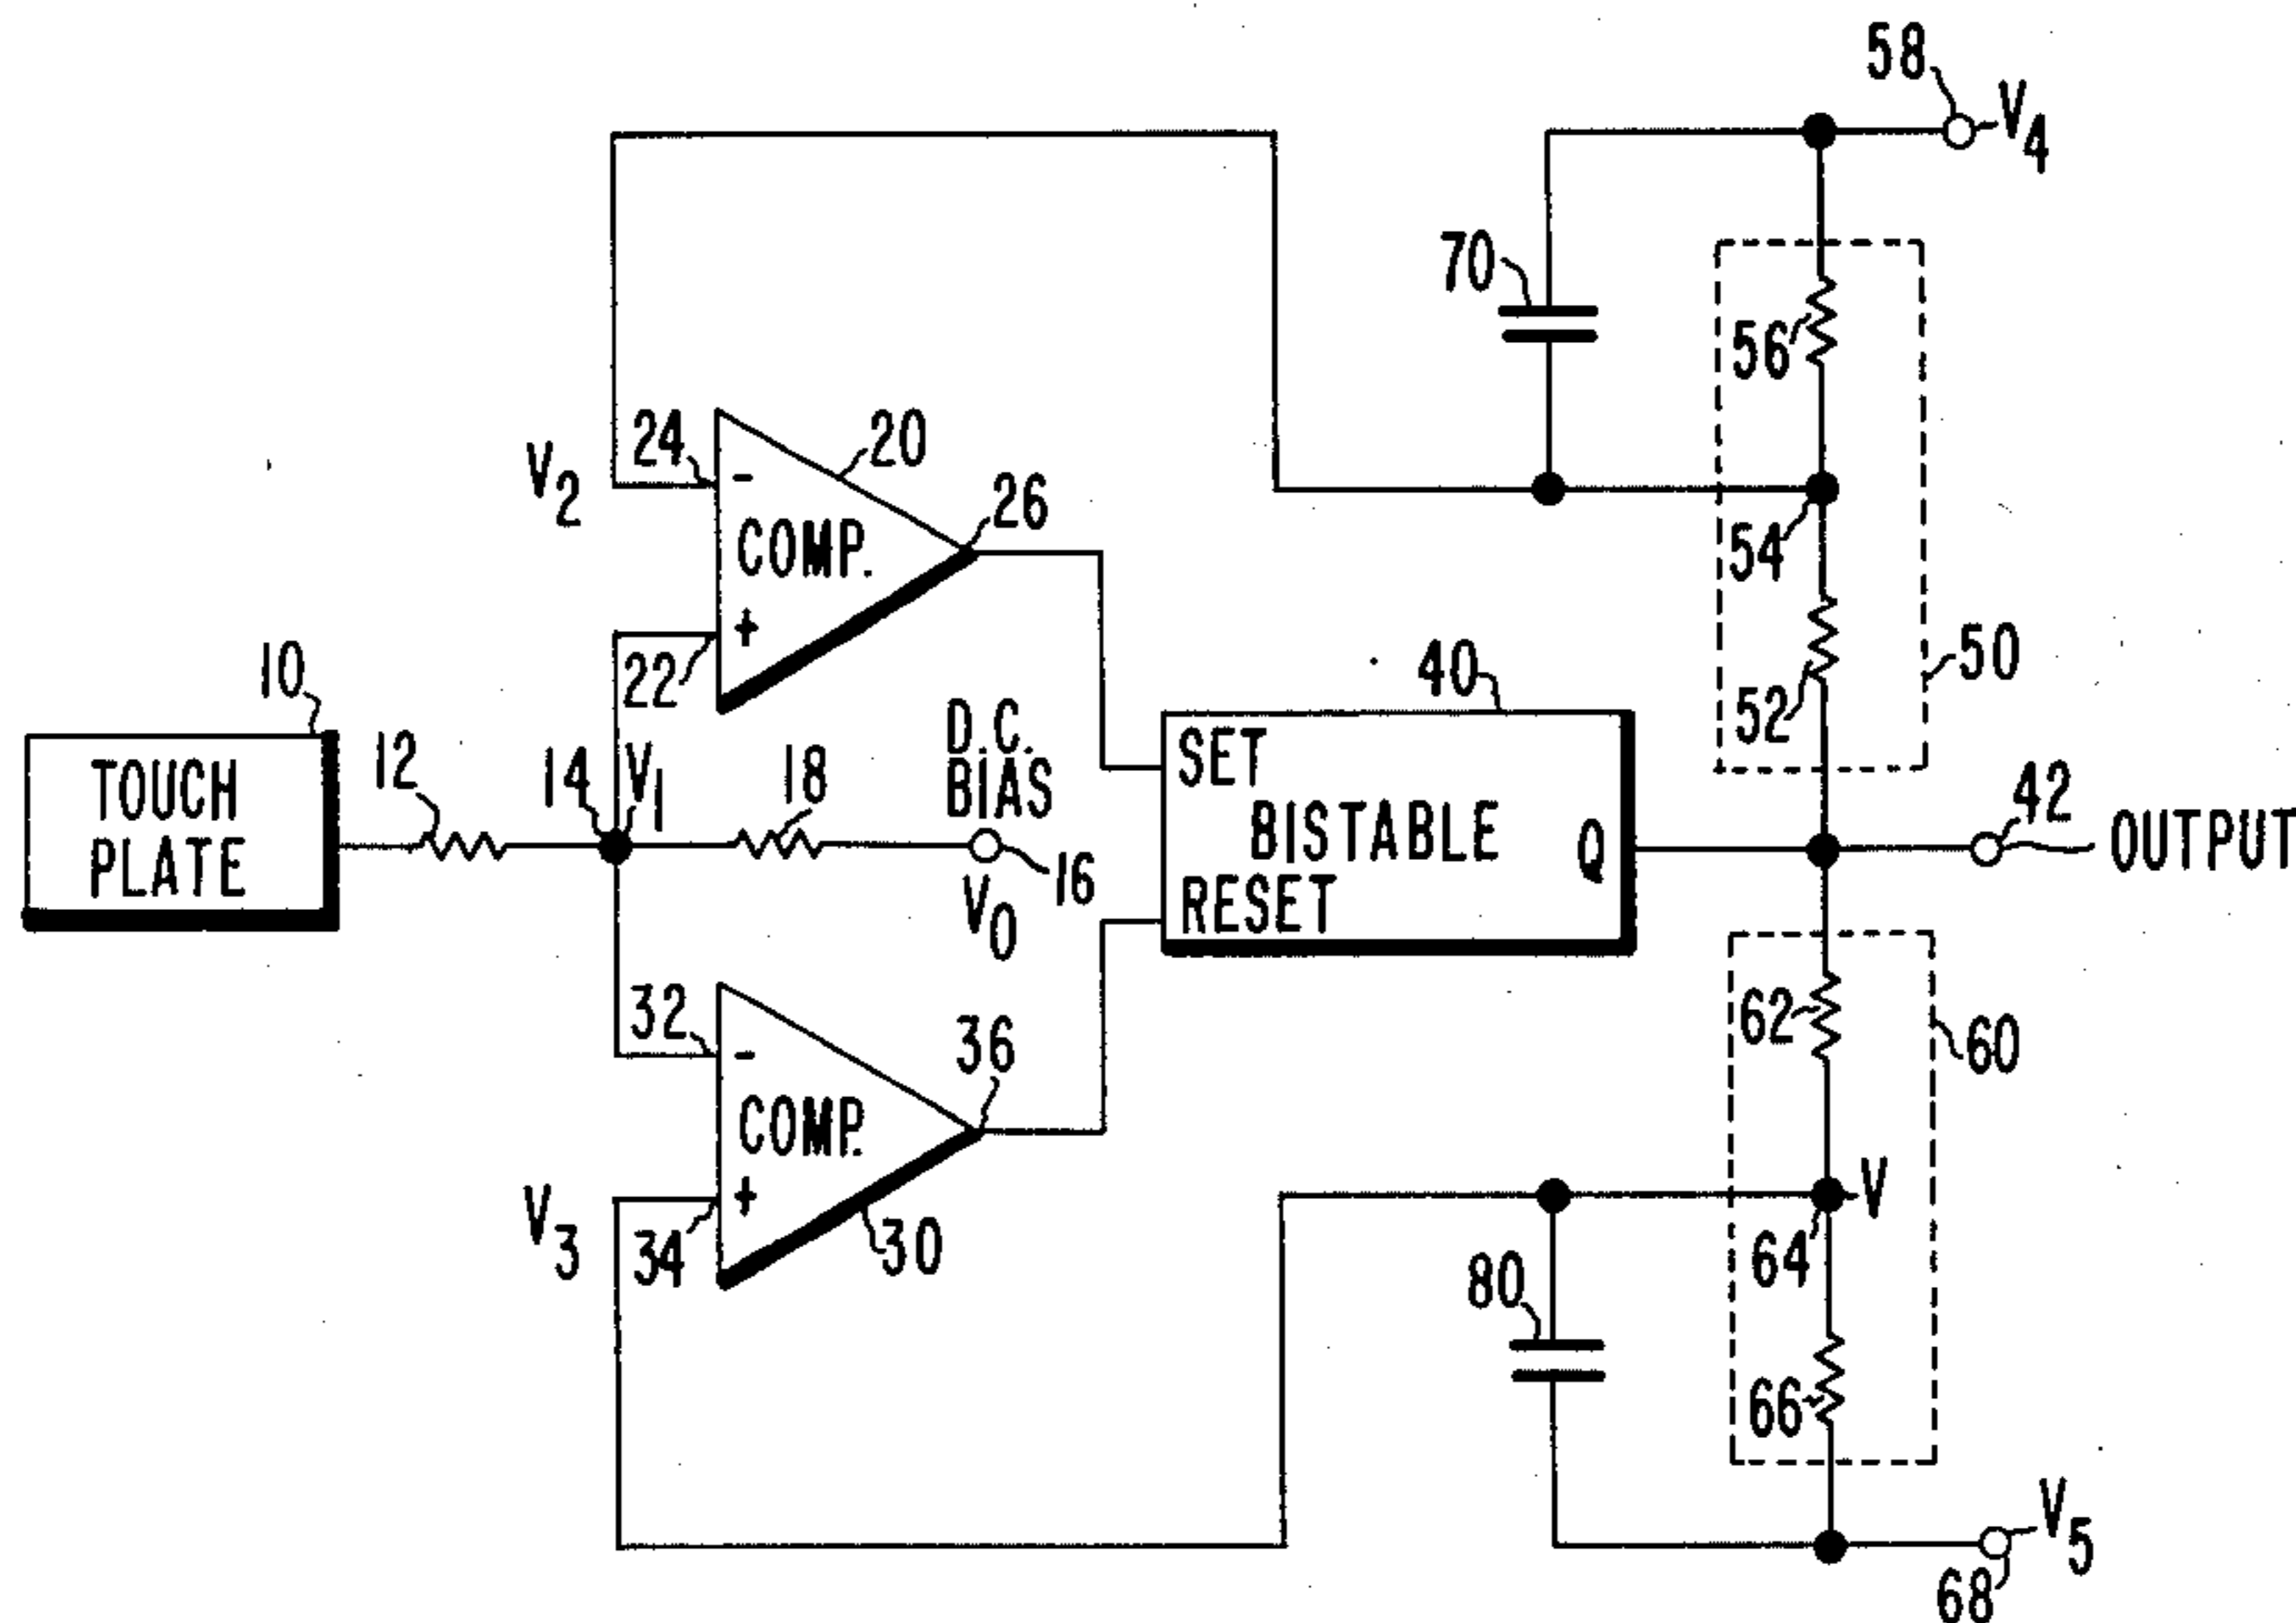 58
V4
70
56
24
20
V2
-
26
COMP.
54
+
22
10
40
50
52
D.C.
BIAS
12
14
V1
18
SET
42
TOUCH
PLATE
BISTABLE
Q
OUTPUT
16
V0
RESET
32
-
36
62
60
COMP.
V
V3
34
+
30
64
80
66
V5
68